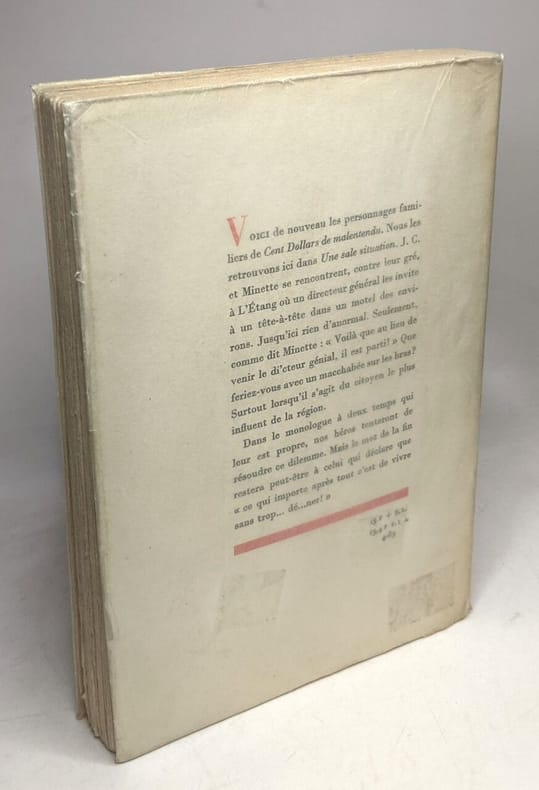 VOICI de nouveau les personnages fami-
liers de Cent Dollars de malentendu. Nous les
retrouvons ici dans Une sale situation. J. C.
et Minette se rencontrent, contre leur gré,
à L'Étang où un directeur général les invite
à un tête-à-tête dans un motel des envi-
rons. Jusqu'ici rien d'anormal. Seulement,
comme dit Minette : « Voilà que au lieu de
venir le di'cteur génial, il est parti! » Que
feriez-vous avec un macchabée sur les bras?
Surtout lorsqu'il s'agit du citoyen le plus
influent de la région.
Dans le monologue à deux temps qui
leur est propre, nos héros tenteront de
résoudre ce dilemme. Mais le mot de la fin
restera peut-être à celui qui déclare que
« ce qui importe après tout c'est de vivre
sans trop... dé...ner! »